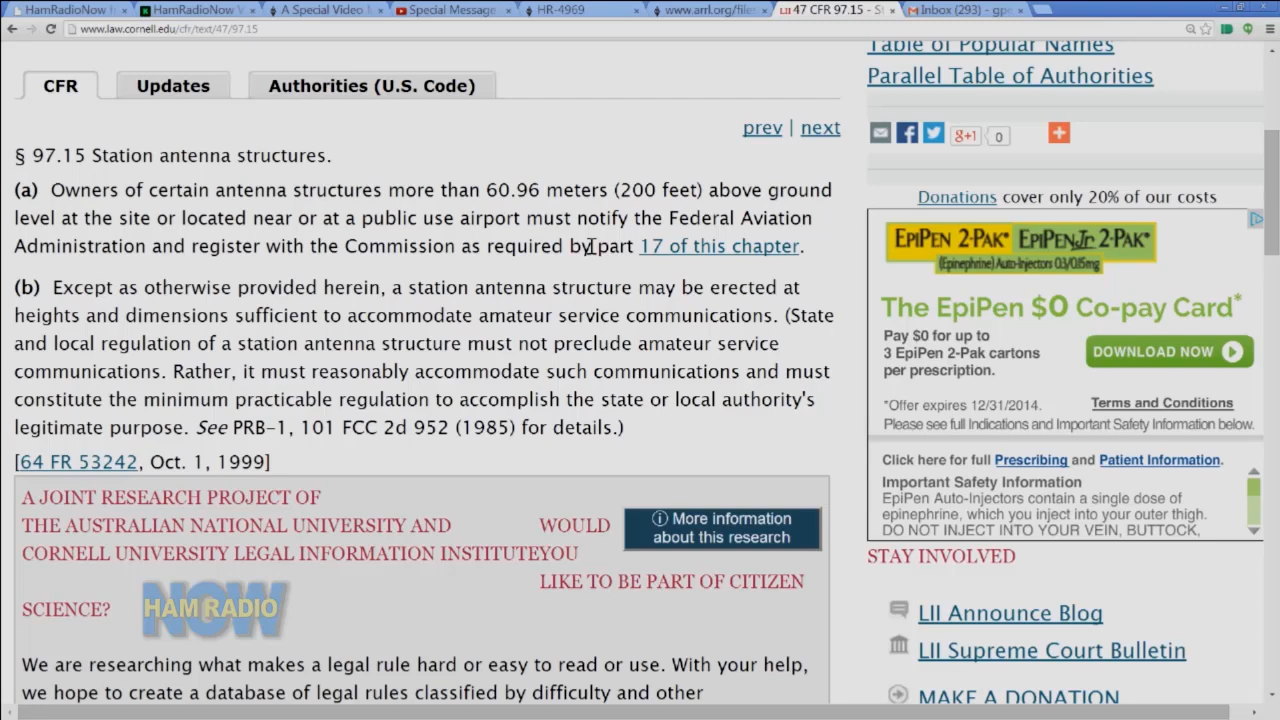 HamRadioNow
HamRadioNow
A Special Video
Special Message
HR-4969
www.arrl.org/files
LII 47 CFR 97.15 - St
Inbox (293) - gpe
www.law.cornell.edu/cfr/text/47/97.15
CFR
Updates
Authorities (U.S. Code)
prev | next
§ 97.15 Station antenna structures.
(a) Owners of certain antenna structures more than 60.96 meters (200 feet) above ground
level at the site or located near or at a public use airport must notify the Federal Aviation
Administration and register with the Commission as required by part 17 of this chapter.
(b) Except as otherwise provided herein, a station antenna structure may be erected at
heights and dimensions sufficient to accommodate amateur service communications. (State
and local regulation of a station antenna structure must not preclude amateur service
communications. Rather, it must reasonably accommodate such communications and must
constitute the minimum practicable regulation to accomplish the state or local authority's
legitimate purpose. See PRB-1, 101 FCC 2d 952 (1985) for details.)
[64 FR 53242, Oct. 1, 1999]
A JOINT RESEARCH PROJECT OF
THE AUSTRALIAN NATIONAL UNIVERSITY AND WOULD
CORNELL UNIVERSITY LEGAL INFORMATION INSTITUTEYOU
LIKE TO BE PART OF CITIZEN
SCIENCE?
More information
about this research
HAM RADIO
NOW
We are researching what makes a legal rule hard or easy to read or use. With your help,
we hope to create a database of legal rules classified by difficulty and other
Table of Popular Names
Parallel Table of Authorities
g+1 0
Donations cover only 20% of our costs
EPIPEN 2-PAK® EPIPEN Jr 2-PAK®
(Epinephrine) Auto-Injectors 0.3/0.15mg
The EpiPen $0 Co-pay Card*
Pay $0 for up to
3 EpiPen 2-Pak cartons
per prescription.
DOWNLOAD NOW
*Offer expires 12/31/2014.
Terms and Conditions
Please see full Indications and Important Safety Information below.
Click here for full Prescribing and Patient Information.
Important Safety Information
EpiPen Auto-Injectors contain a single dose of
epinephrine, which you inject into your outer thigh.
DO NOT INJECT INTO YOUR VEIN, BUTTOCK,
STAY INVOLVED
LII Announce Blog
LII Supreme Court Bulletin
MAKE A DONATION